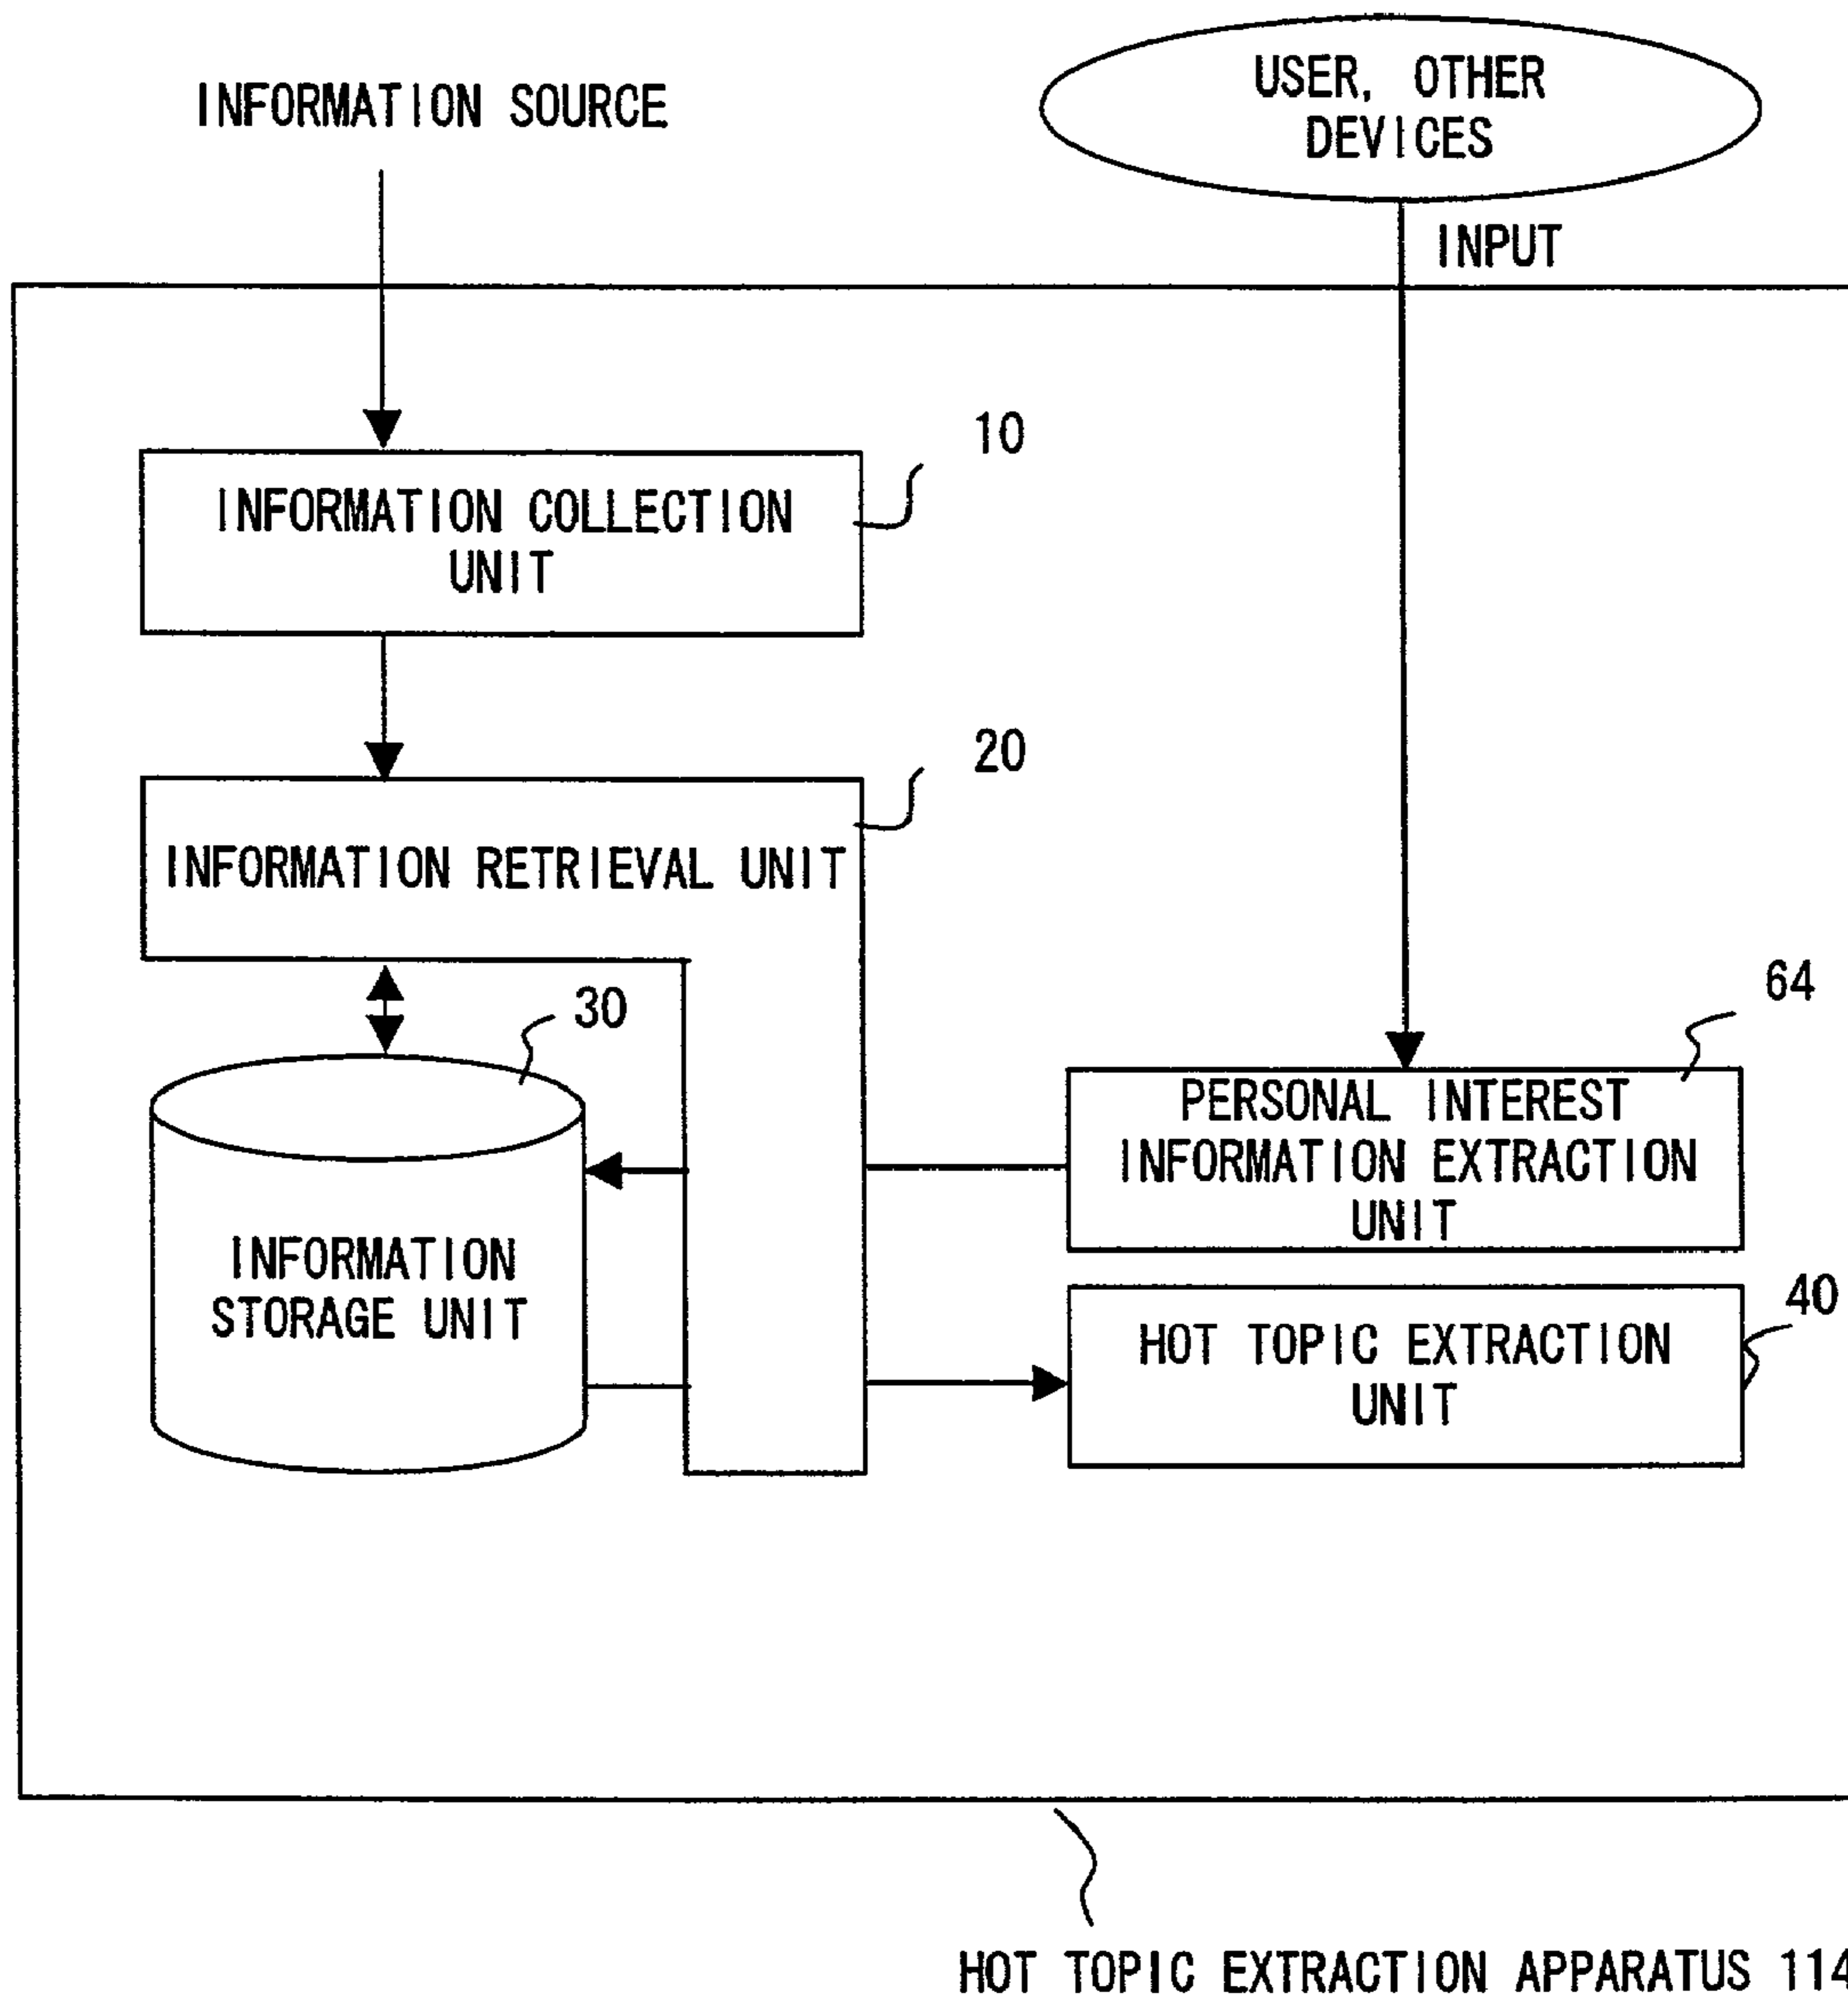 INFORMATION SOURCE
USER, OTHER
DEVICES
INPUT
10
INFORMATION COLLECTION
UNIT
20
INFORMATION RETRIEVAL UNIT
30
64
PERSONAL INTEREST
INFORMATION EXTRACTION
UNIT
INFORMATION
STORAGE UNIT
40
HOT TOPIC EXTRACTION
UNIT
HOT TOPIC EXTRACTION APPARATUS 114